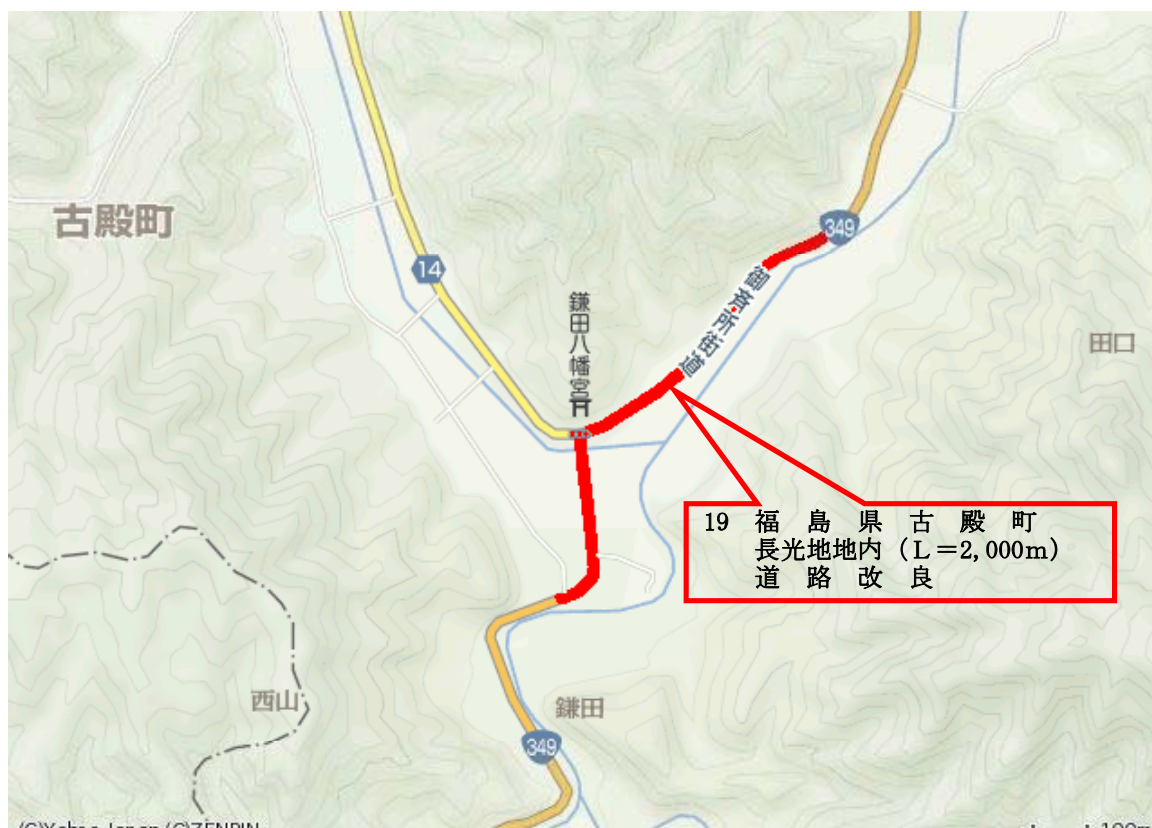 349
古殿町
14
鎌田八幡宮
御斎所街道
田口
19 福島県古殿町
長光地地内（L＝2,000m）
道路改良
西山
鎌田
349